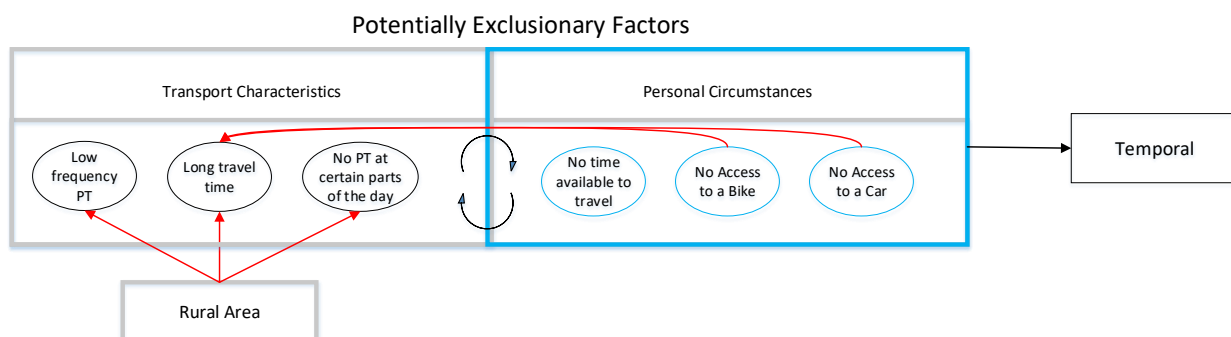 Potentially Exclusionary Factors
Transport Characteristics
Personal Circumstances
Low
frequency
PT
Long travel
time
No PT at
certain parts
of the day
No time
available to
travel
No Access
to a Bike
No Access
to a Car
Temporal
Rural Area